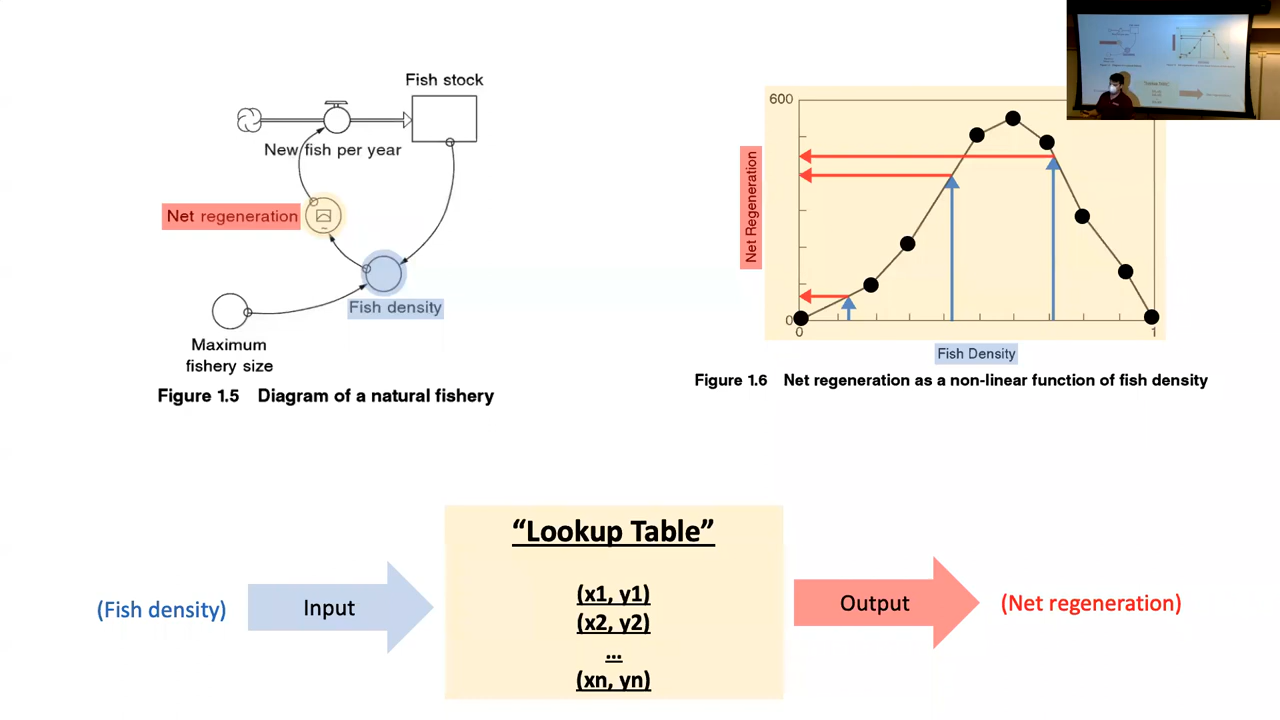 Fish stock
New fish per year
Net regeneration
Fish density
Maximum
fishery size
Figure 1.5 Diagram of a natural fishery
600
Net Regeneration
0
0
1
Fish Density
Figure 1.6 Net regeneration as a non-linear function of fish density
“Lookup Table”
(x1, y1)
(x2, y2)
...
(xn, yn)
(Fish density)
Input
Output
(Net regeneration)